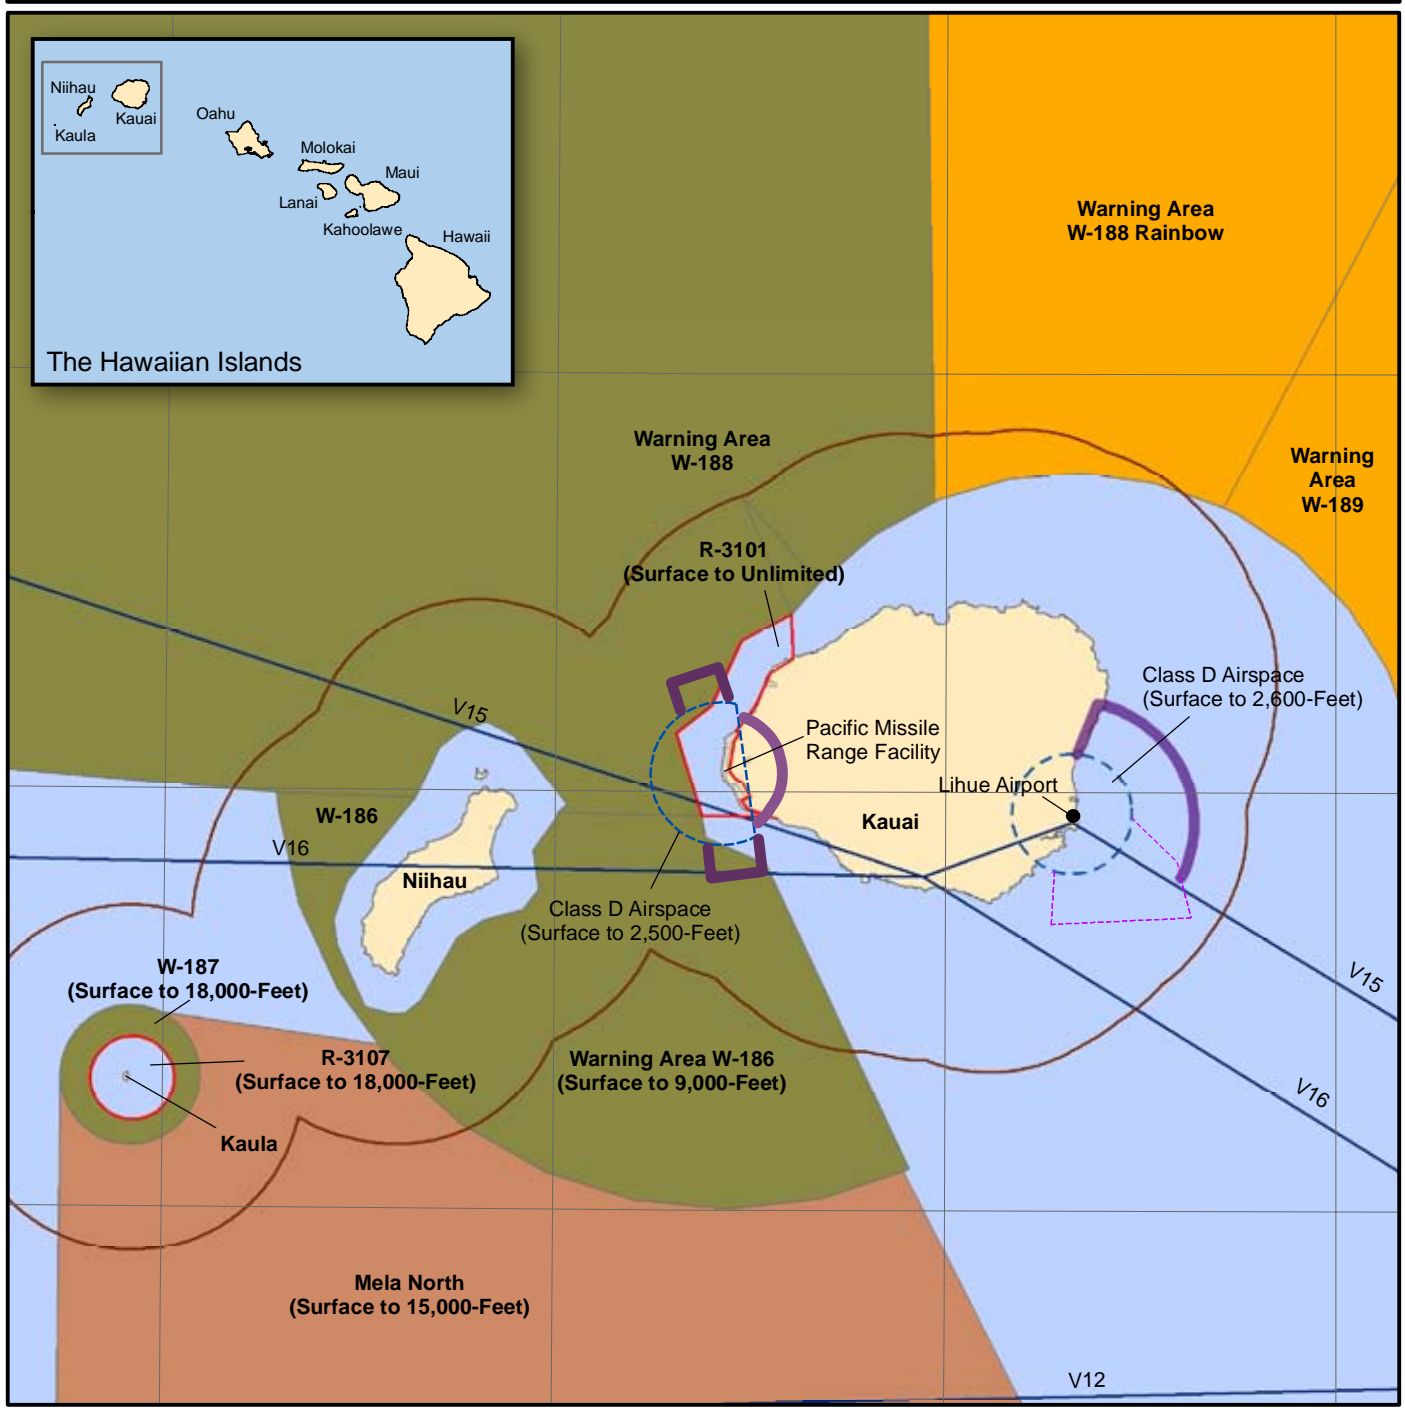 Niihau
Kauai
Kaula
Oahu
Molokai
Maui
Lanai
Kahoolawe
Hawaii
The Hawaiian Islands
Warning Area
W-188 Rainbow
Warning Area
W-188
Warning
Area
W-189
R-3101
(Surface to Unlimited)
Class D Airspace
(Surface to 2,600-Feet)
V15
Pacific Missile
Range Facility
Lihue Airport
W-186
Kauai
V16
Niihau
Class D Airspace
(Surface to 2,500-Feet)
W-187
(Surface to 18,000-Feet)
V15
R-3107
(Surface to 18,000-Feet)
Warning Area W-186
(Surface to 9,000-Feet)
V16
Kaula
Mela North
(Surface to 15,000-Feet)
V12